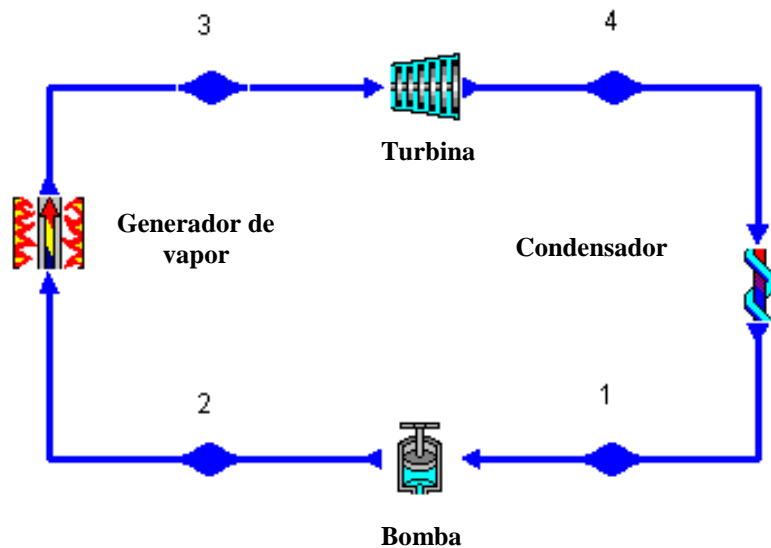 3
4
Turbina
Generador de
vapor
Condensador
2
1
Bomba